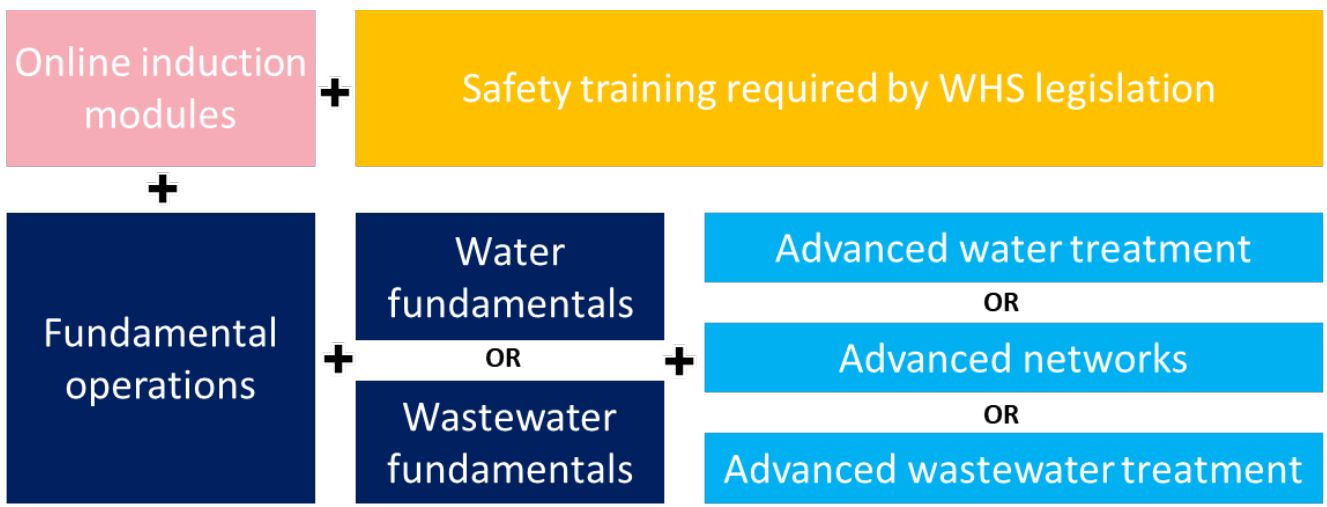 Online induction
modules
+
Safety training required by WHS legislation
+
Fundamental
operations
+
Water
fundamentals
OR
Wastewater
fundamentals
+
Advanced water treatment
OR
Advanced networks
OR
Advanced wastewater treatment